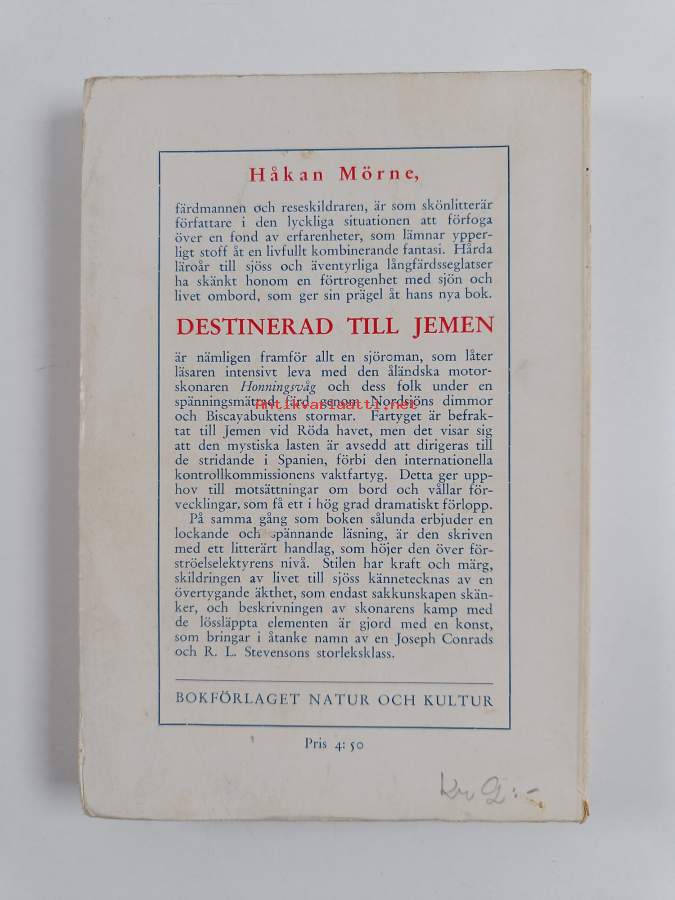 Håkan Mörne,
färdmannen och reseskildraren, är som skönlitterär
författare i den lyckliga situationen att förfoga
över en fond av erfarenheter, som lämnar ypper-
ligt stoff åt en livfullt kombinerande fantasi. Hårda
läroår till sjöss och äventyrliga långfärdsseglatser
ha skänkt honom en förtrogenhet med sjön och
livet ombord, som ger sin prägel åt hans nya bok.
DESTINERAD TILL JEMEN
är nämligen framför allt en sjöroman, som låter
läsaren intensivt leva med den åländska motor-
skonaren Honningsvåg och dess folk under en
spänningsmättad färd genom Nordsjöns dimmor
Antikvariaatti.net
och Biscayabuktens stormar. Fartyget är befrak-
tat till Jemen vid Röda havet, men det visar sig
att den mystiska lasten är avsedd att dirigeras till
de stridande i Spanien, förbi den internationella
kontrollkommissionens vaktfartyg. Detta ger upp-
hov till motsättningar om bord och vållar för-
vecklingar, som få ett i hög grad dramatiskt förlopp.
På samma gång som boken sålunda erbjuder en
lockande och spännande läsning, är den skriven
med ett litterärt handlag, som höjer den över för-
ströelselektyrens nivå. Stilen har kraft och märg,
skildringen av livet till sjöss kännetecknas av en
övertygande äkthet, som endast sakkunskapen skän-
ker, och beskrivningen av skonarens kamp med
de lössläppta elementen är gjord med en konst,
som bringar i åtanke namn av en Joseph Conrads
och R. L. Stevensons storleksklass.
BOKFÖRLAGET NATUR OCH KULTUR
Pris 4: 50
Kr 2:-